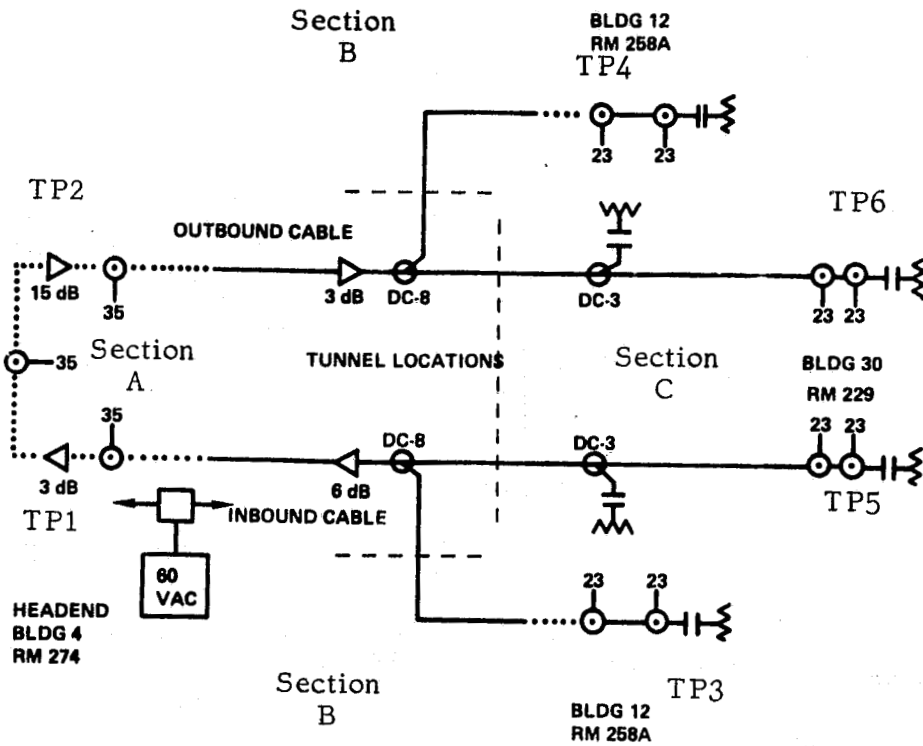 Section
B
BLDG 12
RM 258A
TP4
23
23
TP2
OUTBOUND CABLE
TP6
15 dB
35
3 dB
DC-8
DC-3
23
23
35
Section
A
TUNNEL LOCATIONS
Section
C
BLDG 30
RM 229
35
DC-8
DC-3
23
23
3 dB
6 dB
TP1
INBOUND CABLE
TP5
60
VAC
23
23
HEADEND
BLDG 4
RM 274
Section
B
TP3
BLDG 12
RM 258A